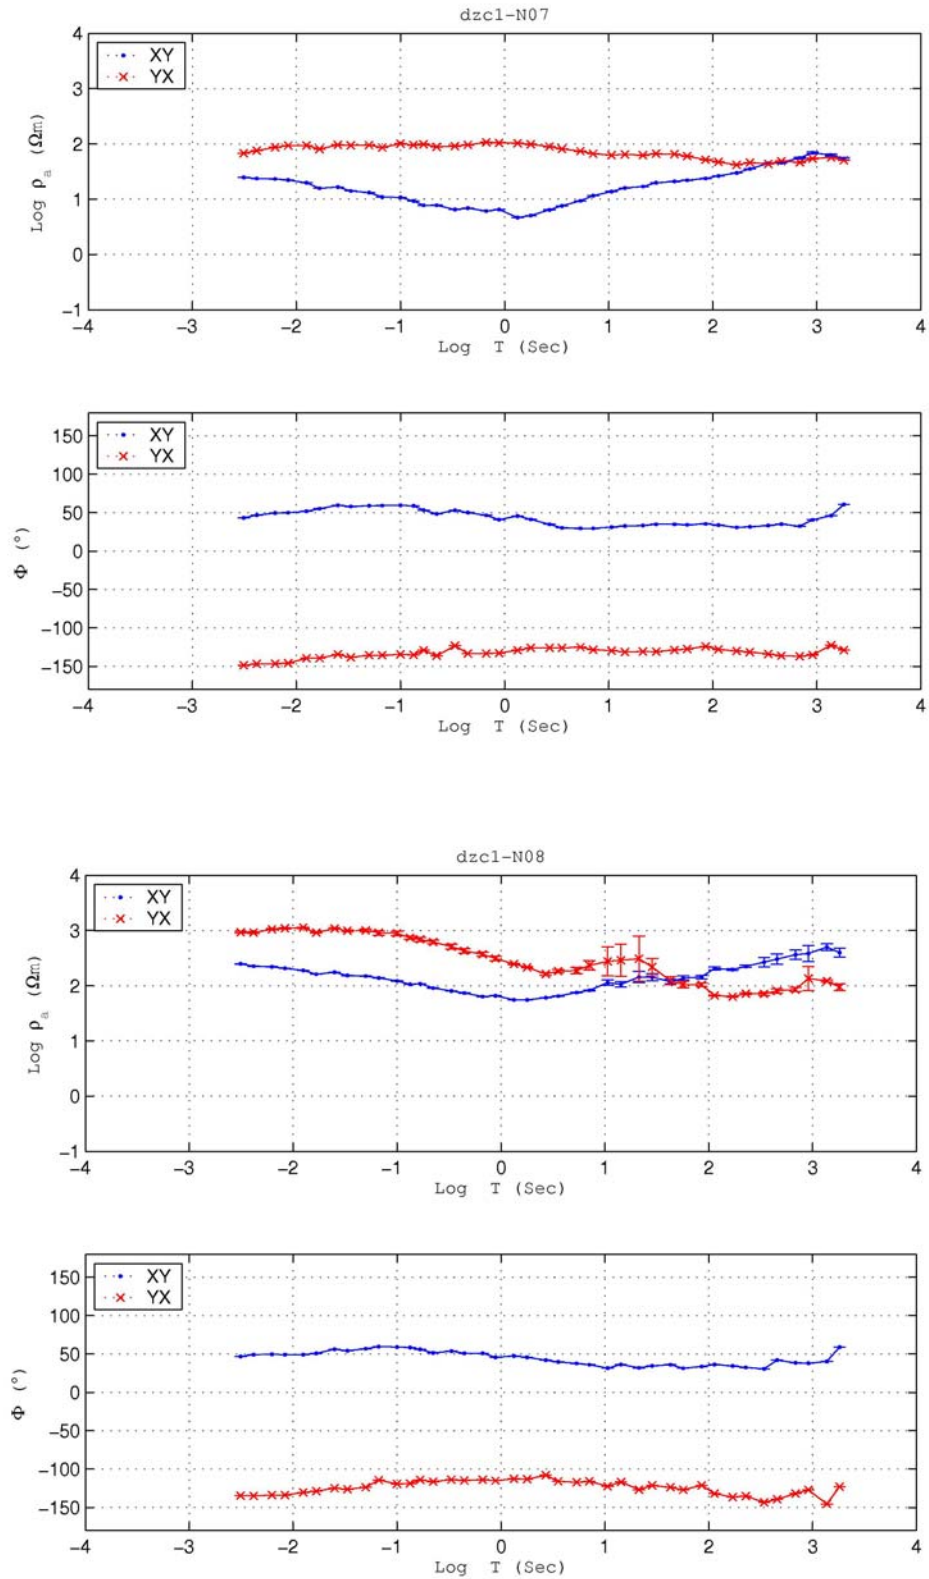 dzc1-N07
4
3
2
1
0
−1
Log ρa (Ωm)
XY
YX
−4 −3 −2 −1 0 1 2 3 4
Log T (Sec)
150
100
50
0
−50
−100
−150
Φ (°)
XY
YX
−4 −3 −2 −1 0 1 2 3 4
Log T (Sec)
dzc1-N08
4
3
2
1
0
−1
Log ρa (Ωm)
XY
YX
−4 −3 −2 −1 0 1 2 3 4
Log T (Sec)
150
100
50
0
−50
−100
−150
Φ (°)
XY
YX
−4 −3 −2 −1 0 1 2 3 4
Log T (Sec)